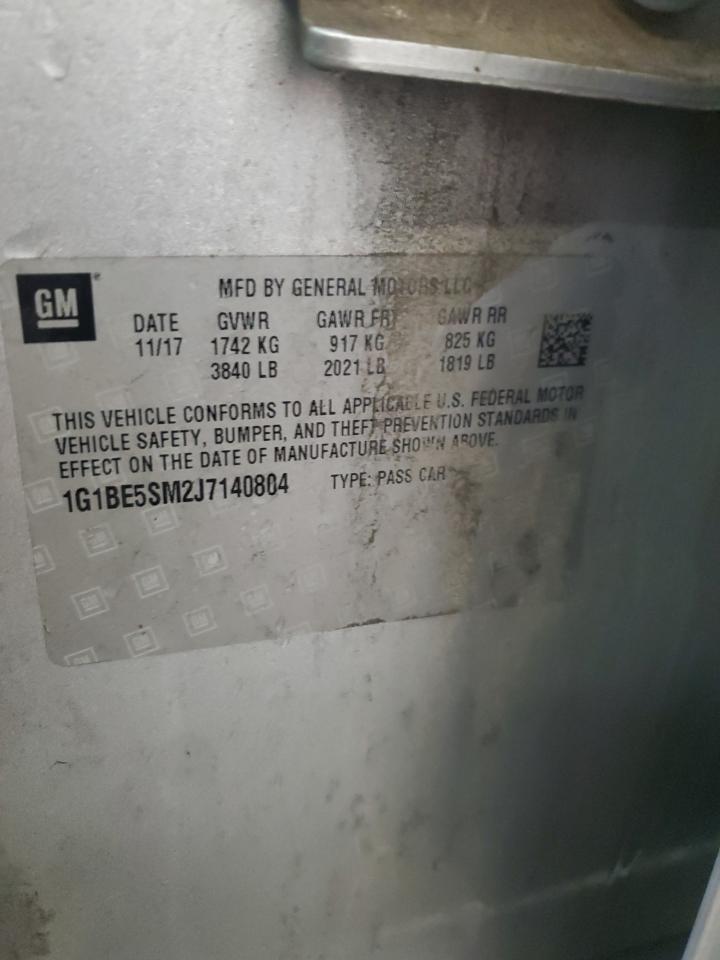 GM
MFD BY GENERAL MOTORS LLC
DATE GVWR GAWR FRT GAWR RR
11/17 1742 KG 917 KG 825 KG
3840 LB 2021 LB 1819 LB
THIS VEHICLE CONFORMS TO ALL APPLICABLE U.S. FEDERAL MOTOR
VEHICLE SAFETY, BUMPER, AND THEFT PREVENTION STANDARDS IN
EFFECT ON THE DATE OF MANUFACTURE SHOWN ABOVE.
1G1BE5SM2J7140804 TYPE: PASS CAR